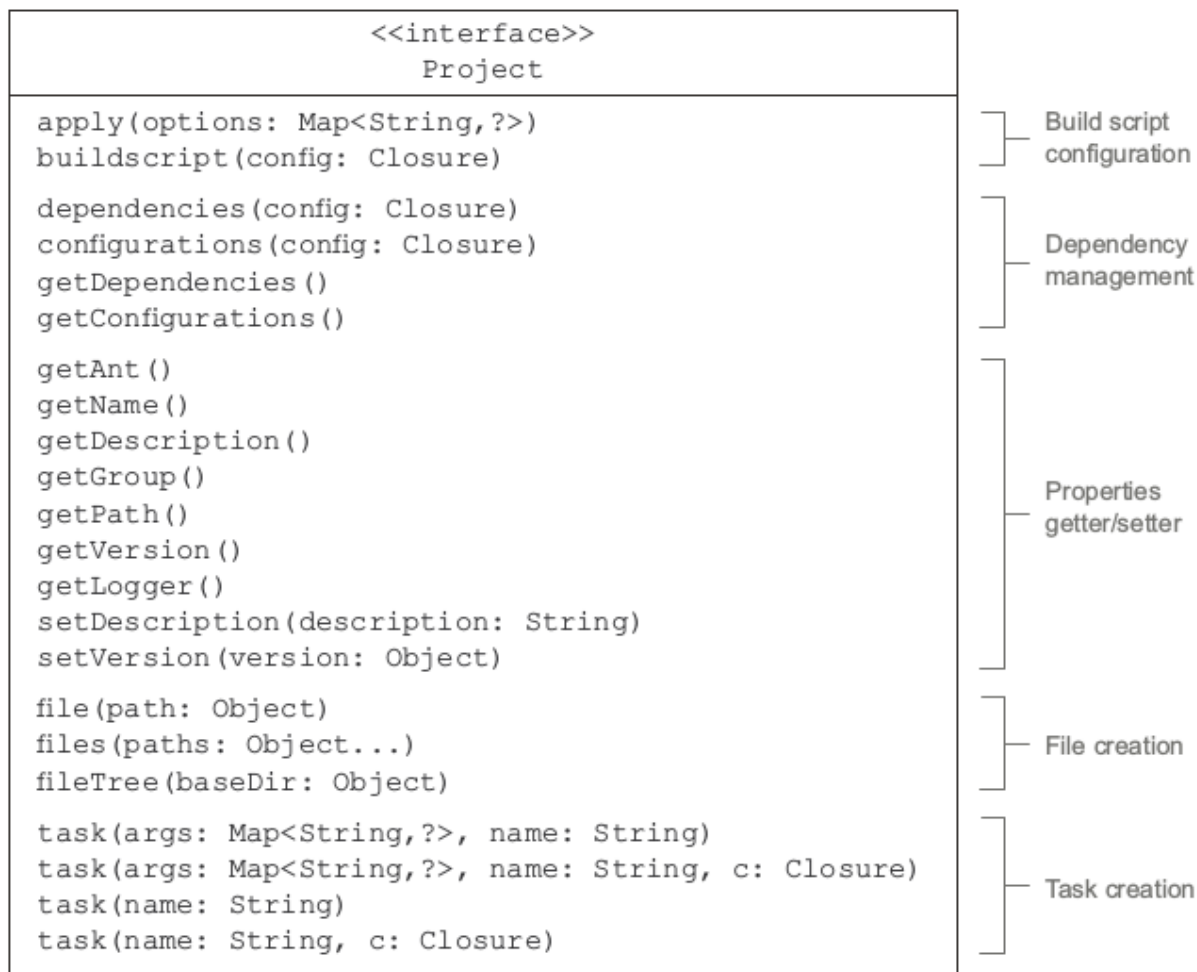 <<interface>>
Project
apply(options: Map<String,?>)
buildscript(config: Closure)
Build script
configuration
dependencies(config: Closure)
configurations(config: Closure)
getDependencies()
getConfigurations()
Dependency
management
getAnt()
getName()
getDescription()
getGroup()
getPath()
getVersion()
getLogger()
setDescription(description: String)
setVersion(version: Object)
Properties
getter/setter
file(path: Object)
files(paths: Object...)
fileTree(baseDir: Object)
File creation
task(args: Map<String,?>, name: String)
task(args: Map<String,?>, name: String, c: Closure)
task(name: String)
task(name: String, c: Closure)
Task creation